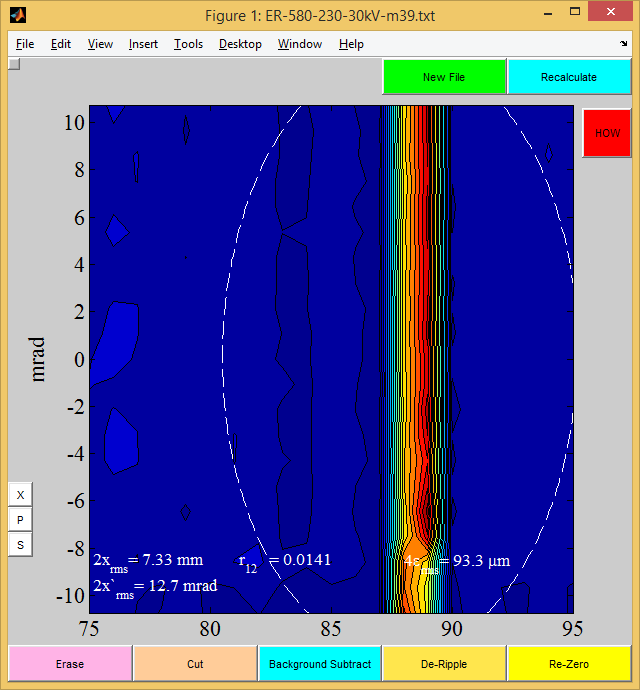 Figure 1: ER-580-230-30kV-m39.txt
File Edit View Insert Tools Desktop Window Help
New File Recalculate
HOW
10
8
6
4
2
0
-2
-4
-6
-8
-10
mrad
X
P
S
2xrms= 7.33 mm r12 = 0.0141 4εrms= 93.3 μm
2x`rms= 12.7 mrad
75 80 85 90 95
Erase Cut Background Subtract De-Ripple Re-Zero